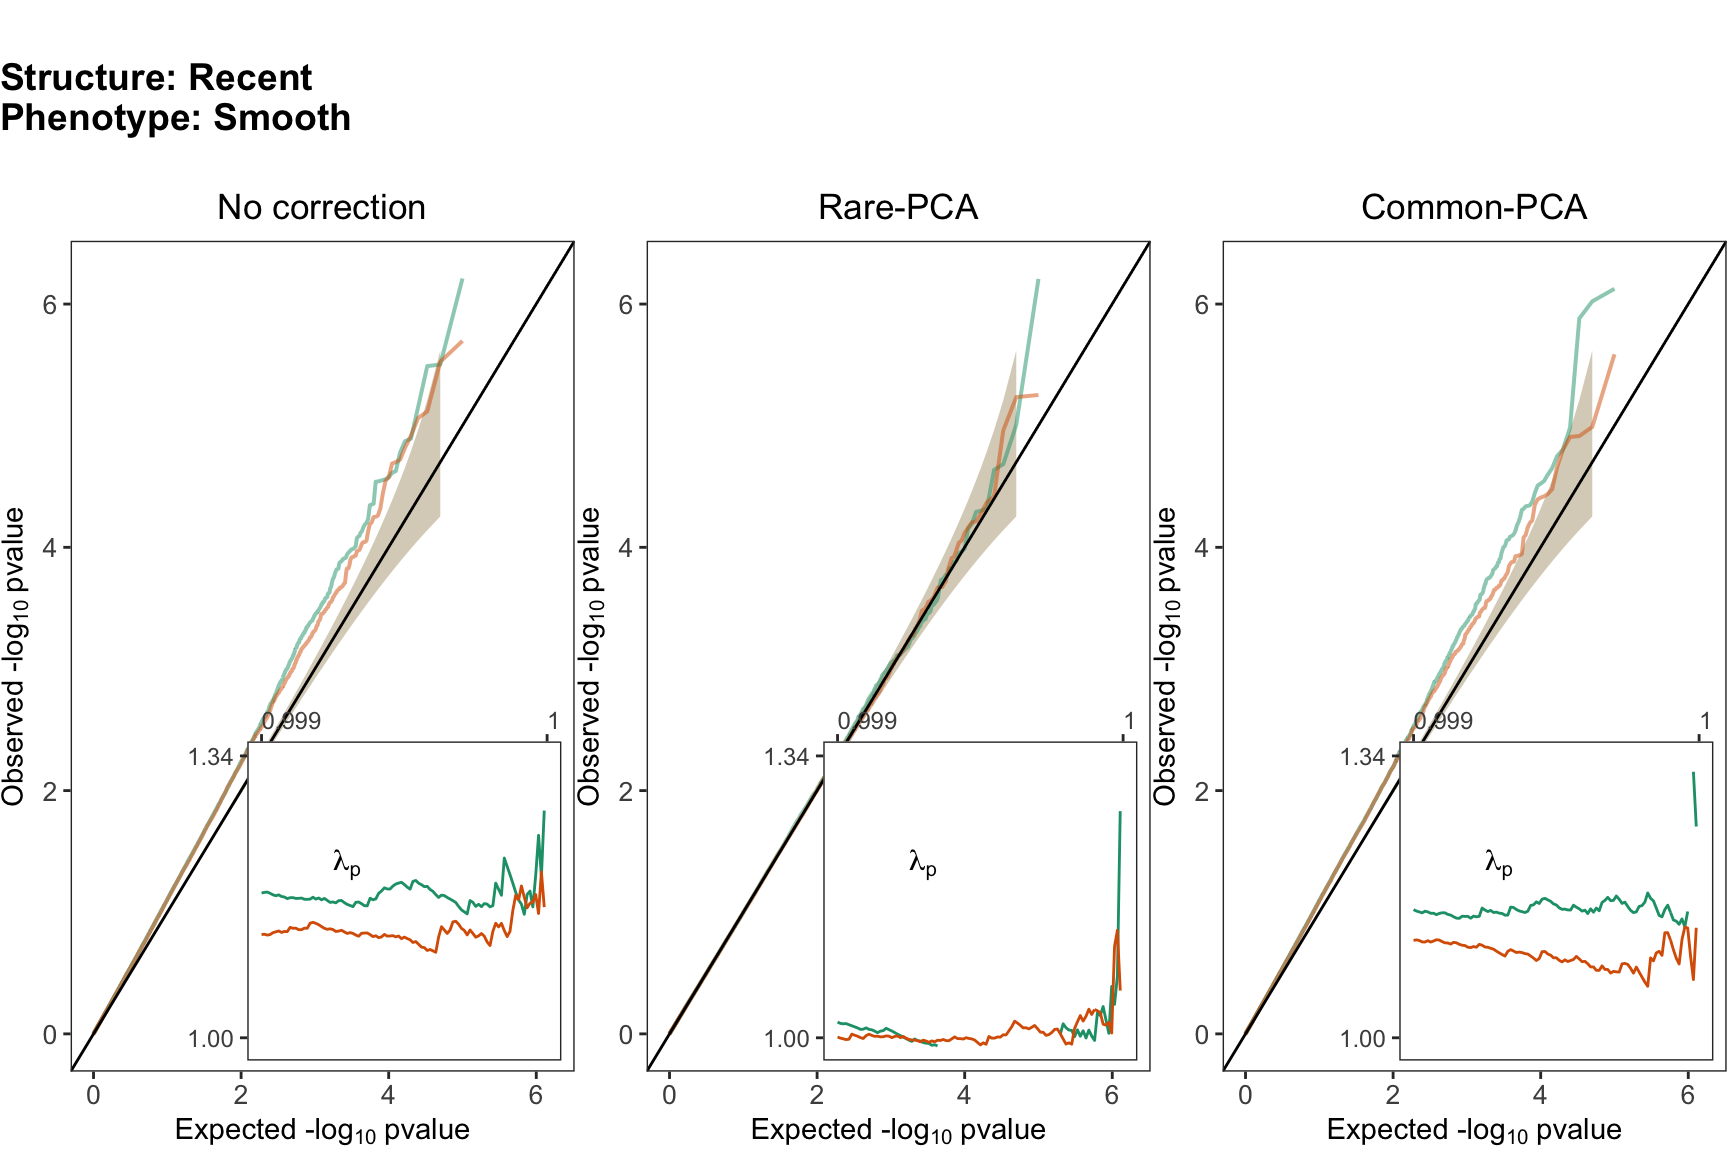 Structure: Recent
Phenotype: Smooth
No correction
Rare-PCA
Common-PCA
Observed -log10 pvalue
6
4
2
0
0.999
1
1.34
1.00
λp
0
2
4
6
Expected -log10 pvalue
Observed -log10 pvalue
6
4
2
0
0.999
1
1.34
1.00
λp
0
2
4
6
Expected -log10 pvalue
Observed -log10 pvalue
6
4
2
0
0.999
1
1.34
1.00
λp
0
2
4
6
Expected -log10 pvalue